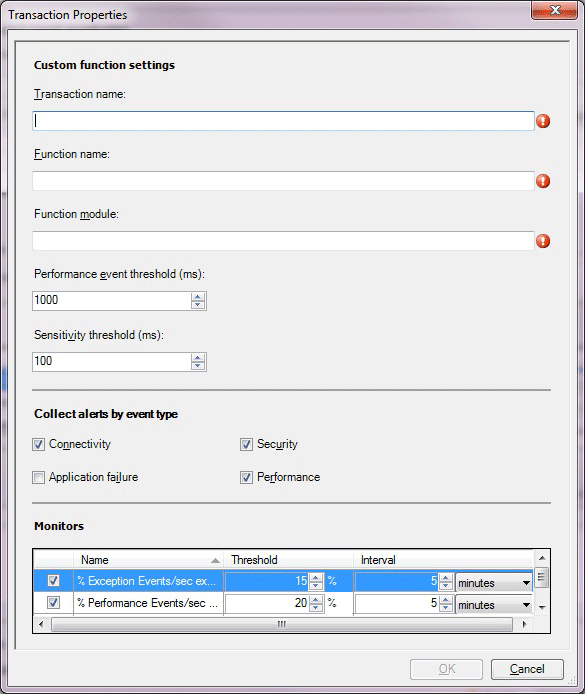 Transaction Properties
Custom function settings
Transaction name:
Function name:
Function module:
Performance event threshold (ms):
1000
Sensitivity threshold (ms):
100
Collect alerts by event type
Connectivity Security
Application failure Performance
Monitors
Name Threshold Interval
% Exception Events/sec ex... 15 % 5 minutes
% Performance Events/sec ... 20 % 5 minutes
OK Cancel